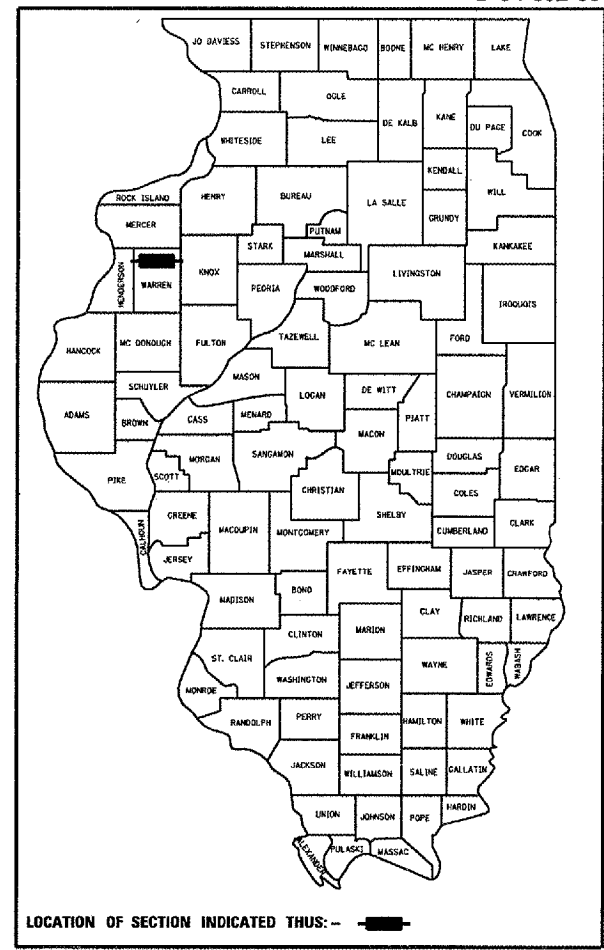 JO DAVIESS STEPHENSON WINNEBAGO BOONE MC HENRY LAKE
CARROLL OGLE DE KALB KANE DU PAGE COOK
WHITESIDE LEE
KENDALL WILL
ROCK ISLAND HENRY BUREAU LA SALLE GRUNDY
MERCER PUTNAM
STARK MARSHALL KANKAKEE
HENDERSON WARREN KNOX PEORIA WOODFORD LIVINGSTON IROQUOIS
HANCOCK MC DONOUGH FULTON TAZEWELL MC LEAN FORD
SCHUYLER MASON LOGAN DE WITT CHAMPAIGN VERMILION
ADAMS BROWN CASS MENARD MACON PIATT
PIKE SCOTT MORGAN SANGAMON CHRISTIAN MOULTRIE DOUGLAS EDGAR
COLES
CALHOUN GREENE MACOUPIN MONTGOMERY SHELBY CUMBERLAND CLARK
JERSEY FAYETTE EFFINGHAM JASPER CRAWFORD
MADISON BOND CLAY RICHLAND LAWRENCE
ST. CLAIR CLINTON MARION WAYNE EDWARDS WABASH
MONROE WASHINGTON JEFFERSON
RANDOLPH PERRY FRANKLIN HAMILTON WHITE
JACKSON WILLIAMSON SALINE GALLATIN
UNION JOHNSON POPE HARDIN
ALEXANDER PULASKI MASSAC
LOCATION OF SECTION INDICATED THUS:-